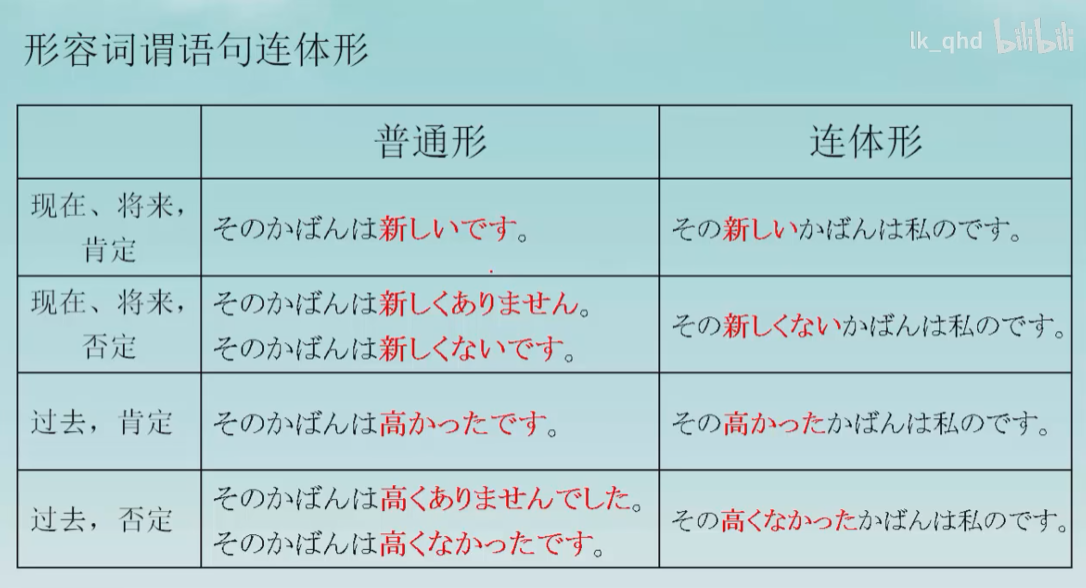 形容词谓语句连体形
lk_qhd bilibili
普通形
连体形
现在、将来，
肯定
そのかばんは新しいです。
その新しいかばんは私のです。
现在、将来，
否定
そのかばんは新しくありません。
そのかばんは新しくないです。
その新しくないかばんは私のです。
过去，肯定
そのかばんは高かったです。
その高かったかばんは私のです。
过去，否定
そのかばんは高くありませんでした。
そのかばんは高くなかったです。
その高くなかったかばんは私のです。